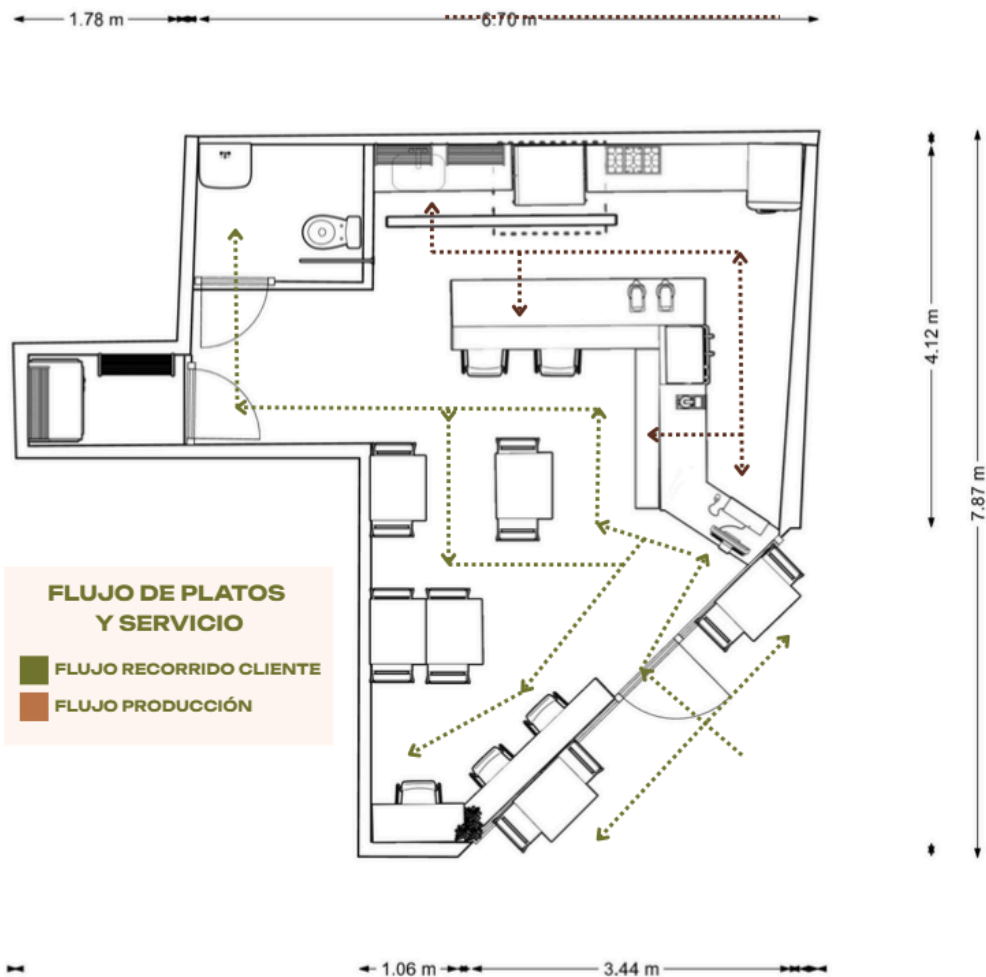 1.78 m
6.70 m
4.12 m
7.87 m
FLUJO DE PLATOS
Y SERVICIO
FLUJO RECORRIDO CLIENTE
FLUJO PRODUCCIÓN
1.06 m
3.44 m